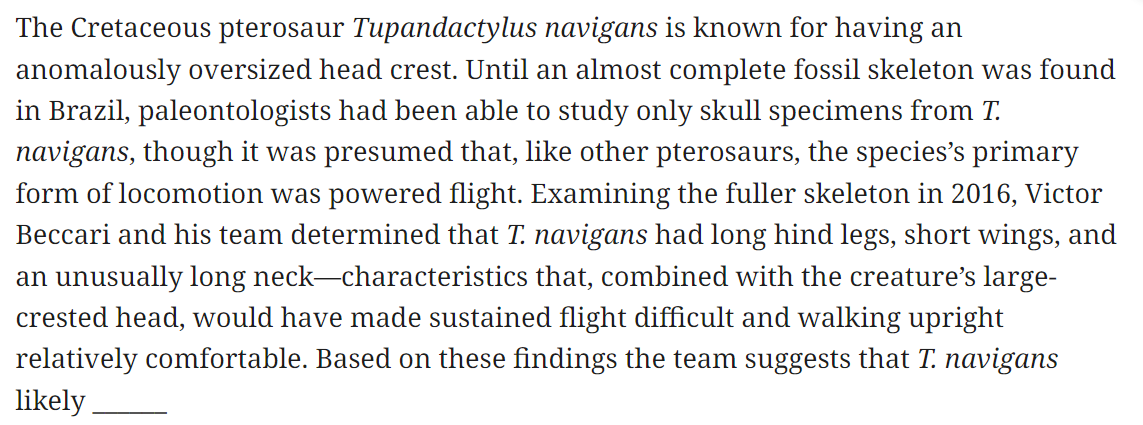 The Cretaceous pterosaur Tupandactylus navigans is known for having an
anomalously oversized head crest. Until an almost complete fossil skeleton was found
in Brazil, paleontologists had been able to study only skull specimens from T.
navigans, though it was presumed that, like other pterosaurs, the species’s primary
form of locomotion was powered flight. Examining the fuller skeleton in 2016, Victor
Beccari and his team determined that T. navigans had long hind legs, short wings, and
an unusually long neck—characteristics that, combined with the creature’s large-
crested head, would have made sustained flight difficult and walking upright
relatively comfortable. Based on these findings the team suggests that T. navigans
likely ______